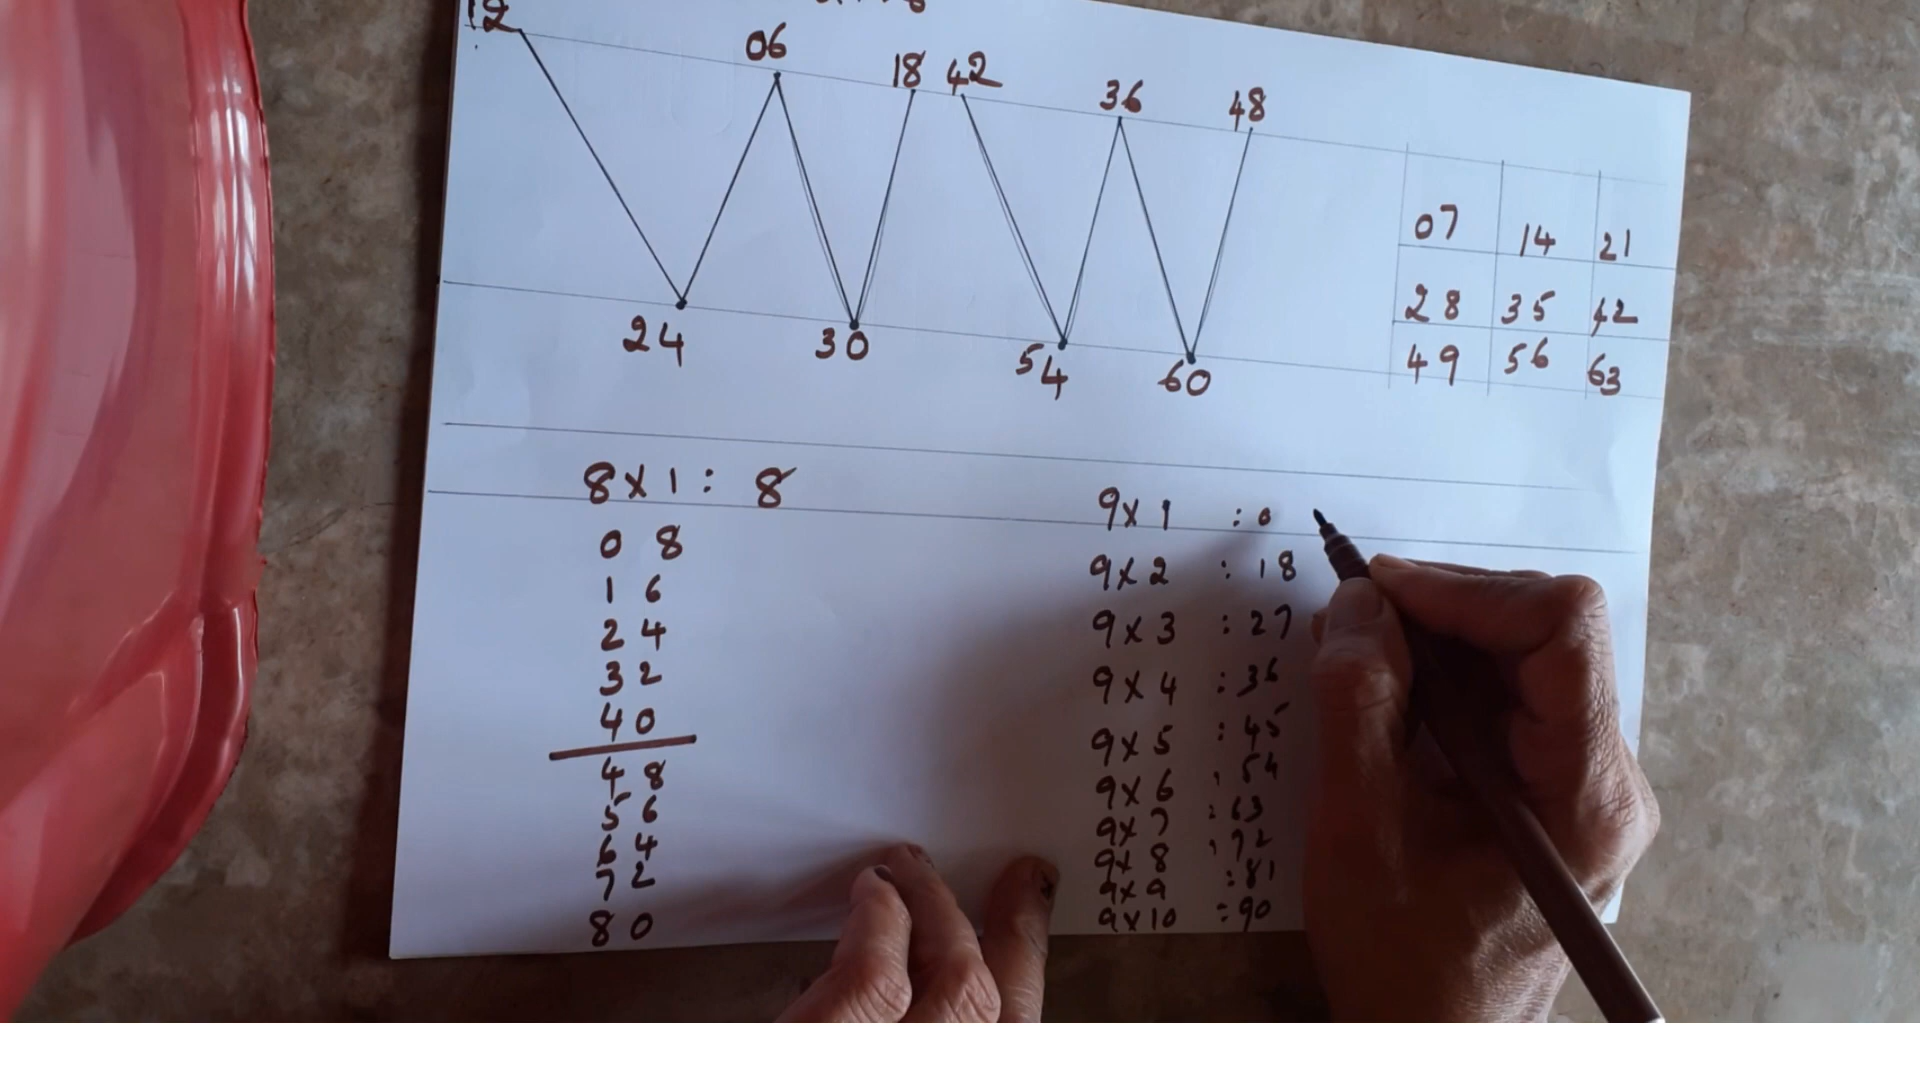 12
06
18 42
36
48
24
30
54
60
07 14 21
28 35 42
49 56 63
8x1: 8
08
16
24
32
40
48
56
64
72
80
9x1 : 0
9x2 : 18
9x3 : 27
9x4 : 36
9x5 : 45
9x6 : 54
9x7 : 63
9x8 : 72
9x9 : 81
9x10 : 90